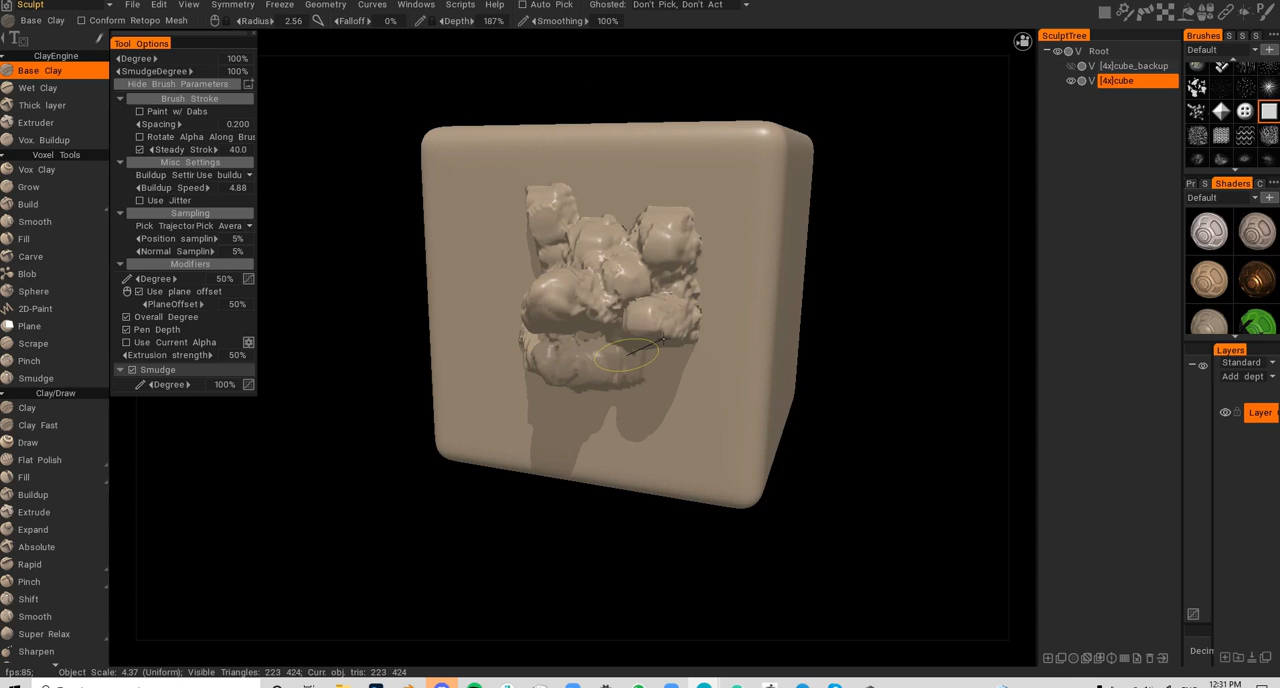 Sculpt File Edit View Symmetry Freeze Geometry Curves Windows Scripts Auto Pick Ghosted: Don't Pick, Don't Act
Base Clay Conform Retopo Mesh Radius 2.56 Falloff 0% Depth 187% Smoothing 100%
Tool Options
Degree 100%
SmudgeDegree 100%
Hide Brush Parameters
Brush Stroke
Paint w/ Dabs
Spacing 0.200
Rotate Alpha Along Brus
Steady Strok 40.0
Misc Settings
Buildup Settir Use buildu
Buildup Speed 4.88
Use Jitter
Sampling
Pick Trajector Pick Avera
Position samplin 5%
Normal Samplin 5%
Modifiers
Degree 50%
Use plane offset
PlaneOffset 50%
Overall Degree
Pen Depth
Use Current Alpha
Extrusion strength 50%
Smudge
Degree 100%
ClayEngine
Base Clay
Wet Clay
Thick layer
Extruder
Vox. Buildup
Voxel Tools
Vox Clay
Grow
Build
Smooth
Fill
Carve
Blob
Sphere
2D-Paint
Plane
Scrape
Pinch
Smudge
Clay/Draw
Clay
Clay Fast
Draw
Flat Polish
Fill
Buildup
Extrude
Expand
Absolute
Rapid
Pinch
Shift
Smooth
Super Relax
Sharpen
SculptTree
V Root
V [4x]cube_backup
V [4x]cube
Brushes S S S
Default
Pr S Shaders C
Default
Layers
Standard
Add dept
Layer
Decim
fps:85; Object Scale: 4.37 (Uniform); Visible Triangles: 223 424; Curr. obj. tris: 223 424
12:31 PM